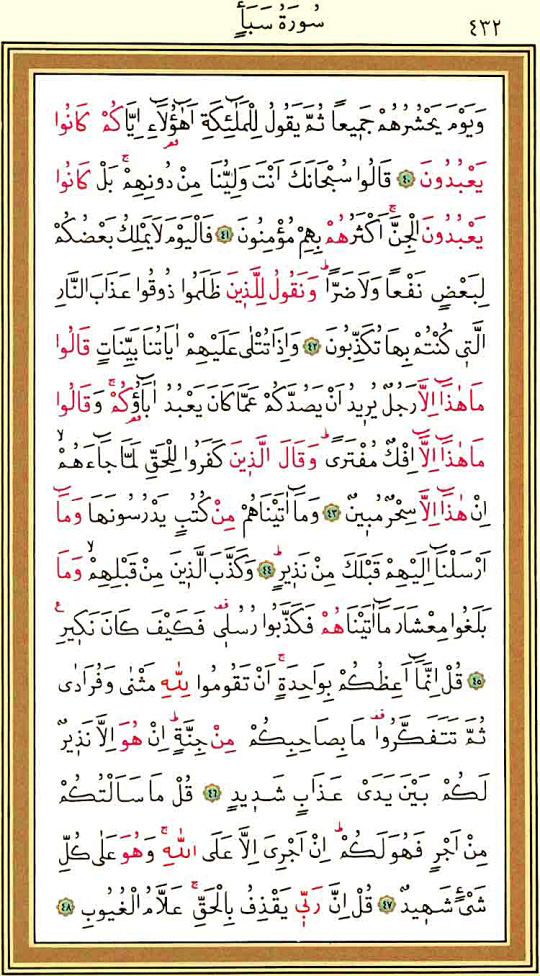 سُورَةُ سَبَأٍ ٤٣٢
وَيَوْمَ يَحْشُرُهُمْ جَمٖيعًا ثُمَّ يَقُولُ لِلْمَلٰٓئِكَةِ اَهٰٓؤُ۬لَٓاءِ اِيَّاكُمْ كَانُوا
يَعْبُدُونَ ﴿٤٠﴾ قَالُوا سُبْحَانَكَ اَنْتَ وَلِيُّنَا مِنْ دُونِهِمْۚ بَلْ كَانُوا
يَعْبُدُونَ الْجِنَّۚ اَكْثَرُهُمْ بِهِمْ مُؤْمِنُونَ ﴿٤١﴾ فَالْيَوْمَ لَا يَمْلِكُ بَعْضُكُمْ
لِبَعْضٍ نَفْعًا وَلَا ضَرًّاؕ وَنَقُولُ لِلَّذٖينَ ظَلَمُوا ذُوقُوا عَذَابَ النَّارِ
الَّتٖي كُنْتُمْ بِهَا تُكَذِّبُونَ ﴿٤٢﴾ وَاِذَا تُتْلٰى عَلَيْهِمْ اٰيَاتُنَا بَيِّنَاتٍ قَالُوا
مَا هٰذَٓا اِلَّا رَجُلٌ يُرٖيدُ اَنْ يَصُدَّكُمْ عَمَّا كَانَ يَعْبُدُ اٰبَٓاؤُ۬كُمْۚ وَقَالُوا
مَا هٰذَٓا اِلَّٓا اِفْكٌ مُفْتَرًىؕ وَقَالَ الَّذٖينَ كَفَرُوا لِلْحَقِّ لَمَّا جَٓاءَهُمْۙ
اِنْ هٰذَٓا اِلَّا سِحْرٌ مُبٖينٌ ﴿٤٣﴾ وَمَٓا اٰتَيْنَاهُمْ مِنْ كُتُبٍ يَدْرُسُونَهَا وَمَٓا
اَرْسَلْنَٓا اِلَيْهِمْ قَبْلَكَ مِنْ نَذٖيرٍؕ ﴿٤٤﴾ وَكَذَّبَ الَّذٖينَ مِنْ قَبْلِهِمْۙ وَمَا
بَلَغُوا مِعْشَارَ مَٓا اٰتَيْنَاهُمْ فَكَذَّبُوا رُسُلٖيࣞ فَكَيْفَ كَانَ نَكٖيرِࣖ
﴿٤٥﴾ قُلْ اِنَّمَٓا اَعِظُكُمْ بِوَاحِدَةٍۚ اَنْ تَقُومُوا لِلّٰهِ مَثْنٰى وَفُرَادٰى
ثُمَّ تَتَفَكَّرُواࣞ مَا بِصَاحِبِكُمْ مِنْ جِنَّةٍؕ اِنْ هُوَ اِلَّا نَذٖيرٌ
لَكُمْ بَيْنَ يَدَىْ عَذَابٍ شَدٖيدٍ ﴿٤٦﴾ قُلْ مَا سَاَلْتُكُمْ
مِنْ اَجْرٍ فَهُوَ لَكُمْؕ اِنْ اَجْرِىَ اِلَّا عَلَى اللّٰهِۚ وَهُوَ عَلٰى كُلِّ
شَىْءٍ شَهٖيدٌ ﴿٤٧﴾ قُلْ اِنَّ رَبّٖي يَقْذِفُ بِالْحَقِّۚ عَلَّامُ الْغُيُوبِ ﴿٤٨﴾